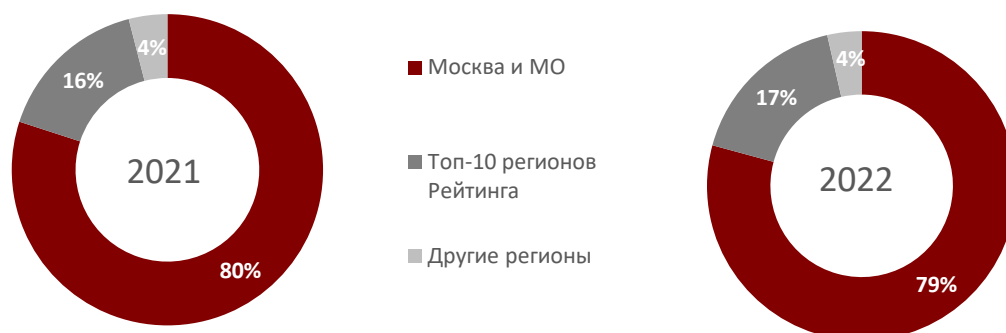 4%
16%
2021
80%
Москва и МО
Топ-10 регионов
Рейтинга
Другие регионы
4%
17%
2022
79%